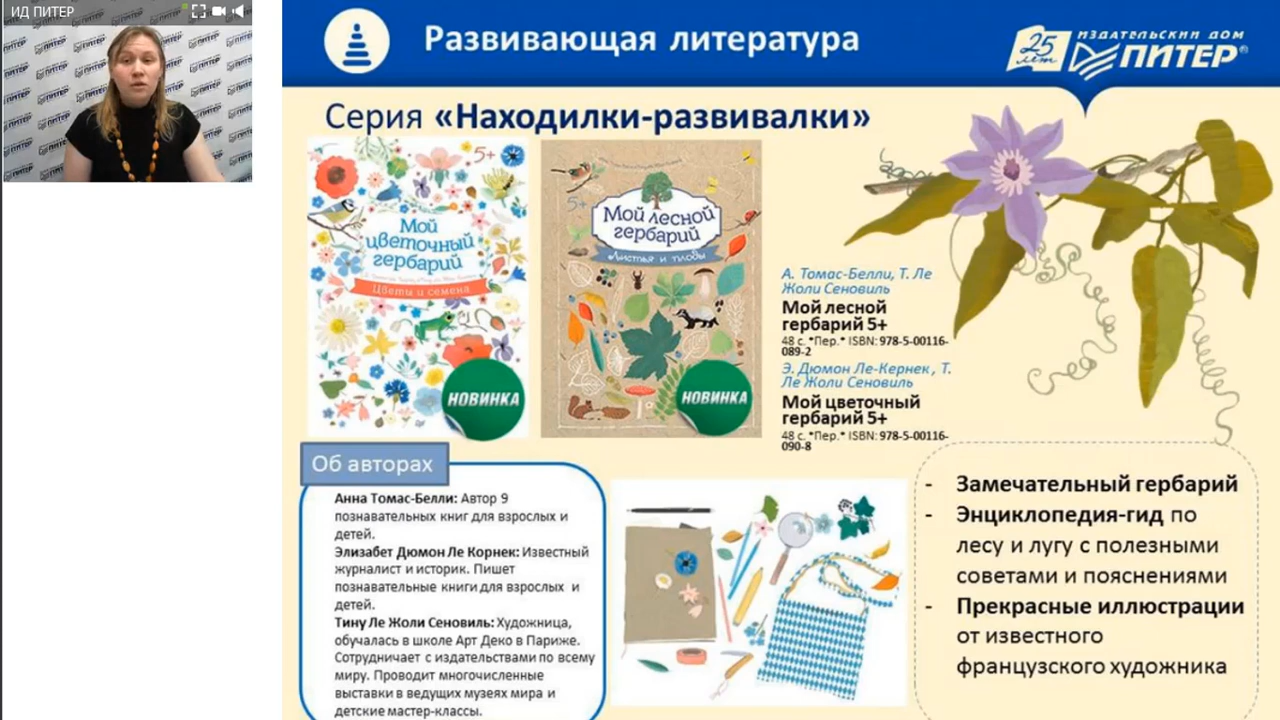 ИД ПИТЕР
Развивающая литература
25 лет
ИЗДАТЕЛЬСКИЙ ДОМ
ПИТЕР®
Серия «Находилки-развивалки»
5+
Мой
цветочный
гербарий
Цветы и семена
НОВИНКА
5+
Мой лесной
гербарий
Листья и плоды
НОВИНКА
А. Томас-Белли, Т. Ле
Жоли Сеновиль
Мой лесной
гербарий 5+
48 с. *Пер.* ISBN: 978-5-00116-
089-2
Э. Дюмон Ле-Кернек , Т.
Ле Жоли Сеновиль
Мой цветочный
гербарий 5+
48 с. *Пер.* ISBN: 978-5-00116-
090-8
Об авторах
Анна Томас-Белли: Автор 9
познавательных книг для взрослых и
детей.
Элизабет Дюмон Ле Корнек: Известный
журналист и историк. Пишет
познавательные книги для взрослых и
детей.
Тину Ле Жоли Сеновиль: Художница,
обучалась в школе Арт Деко в Париже.
Сотрудничает с издательствами по всему
миру. Проводит многочисленные
выставки в ведущих музеях мира и
детские мастер-классы.
- Замечательный гербарий
- Энциклопедия-гид по
лесу и лугу с полезными
советами и пояснениями
- Прекрасные иллюстрации
от известного
французского художника